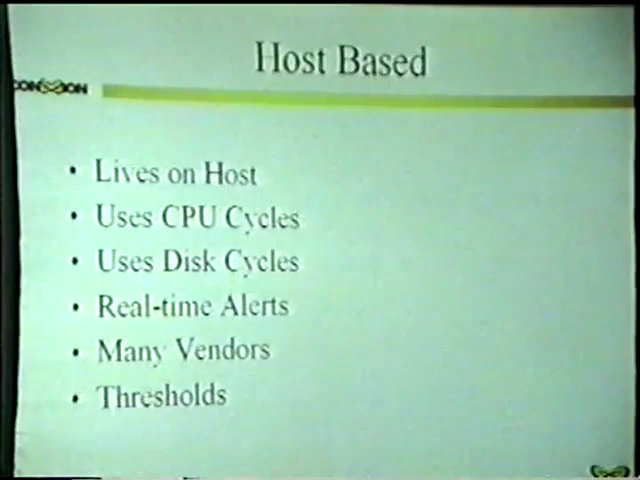 Host Based
• Lives on Host
• Uses CPU Cycles
• Uses Disk Cycles
• Real-time Alerts
• Many Vendors
• Thresholds